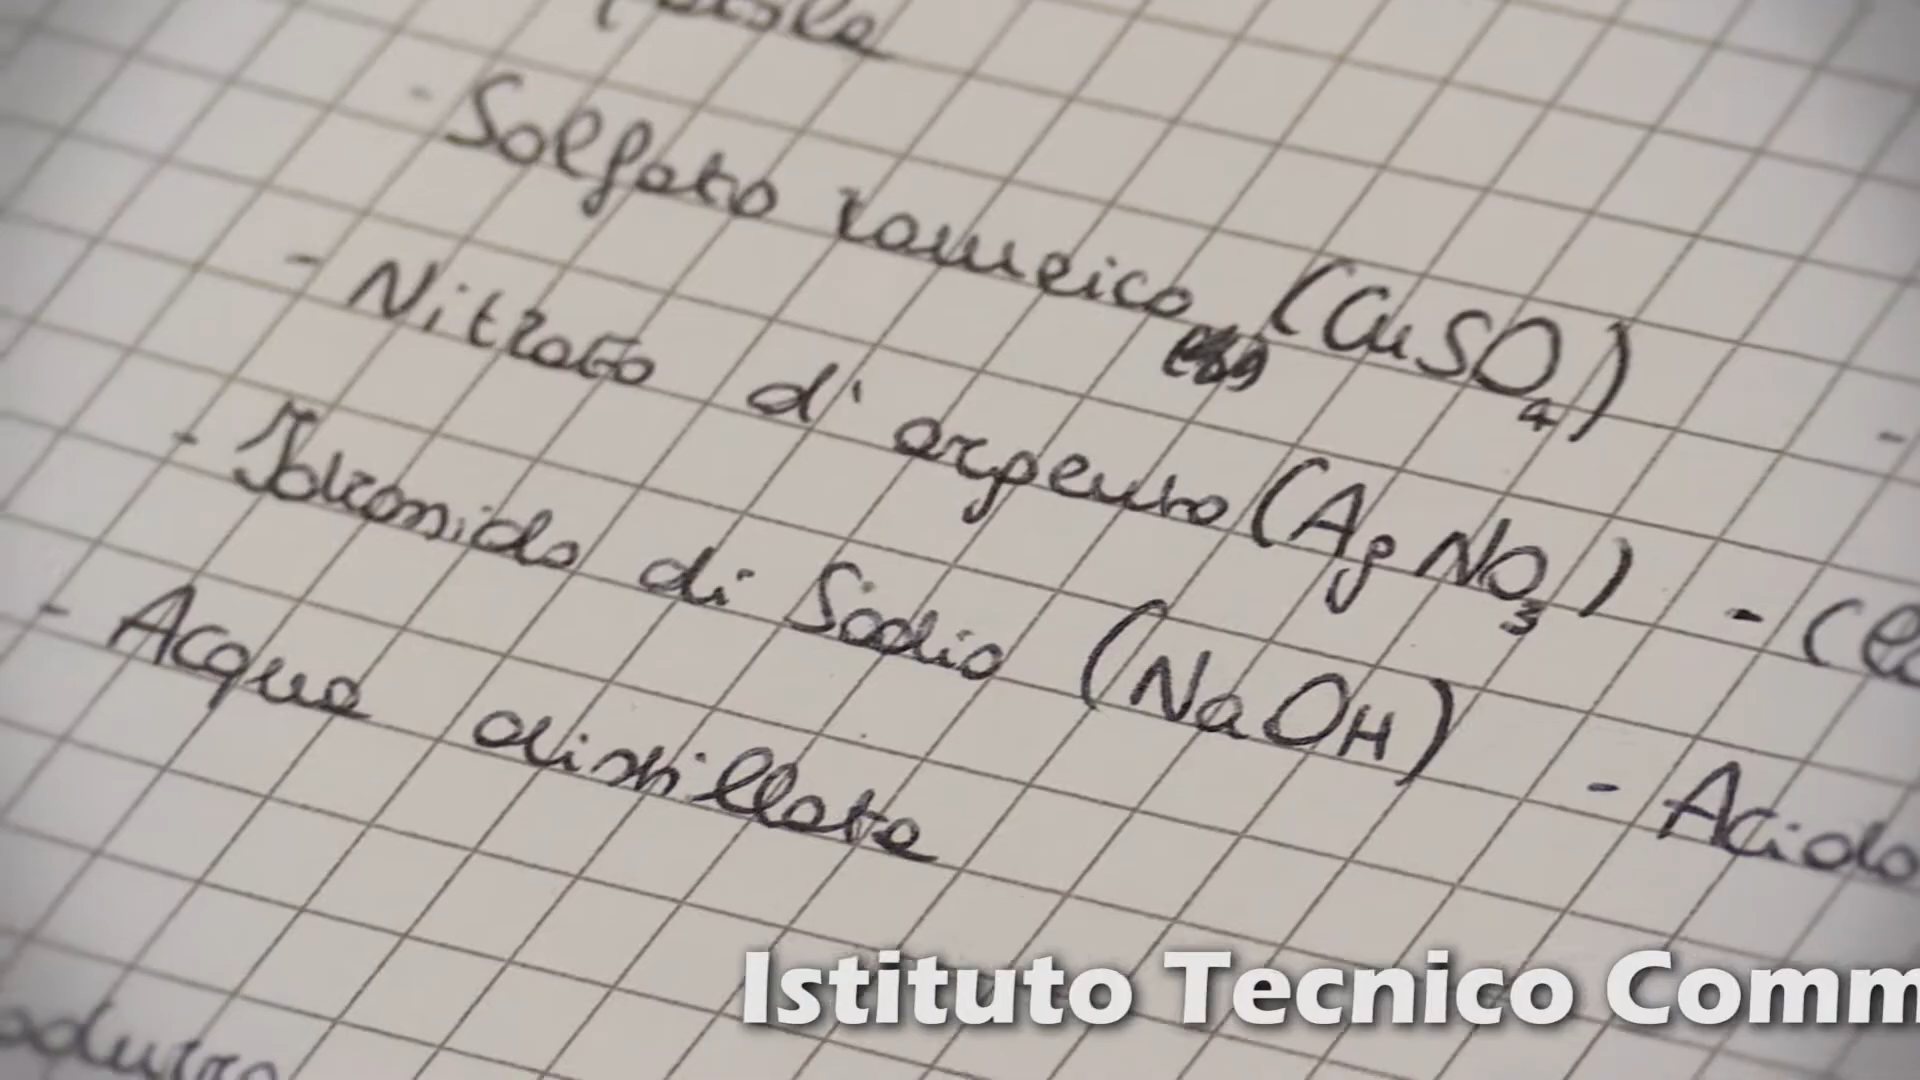 - Solfato rameico (CuSO4)
- Nitrato d'argento (AgNO3)
- Idrossido di Sodio (NaOH)
- Acqua distillata
- Acido
Istituto Tecnico Comm